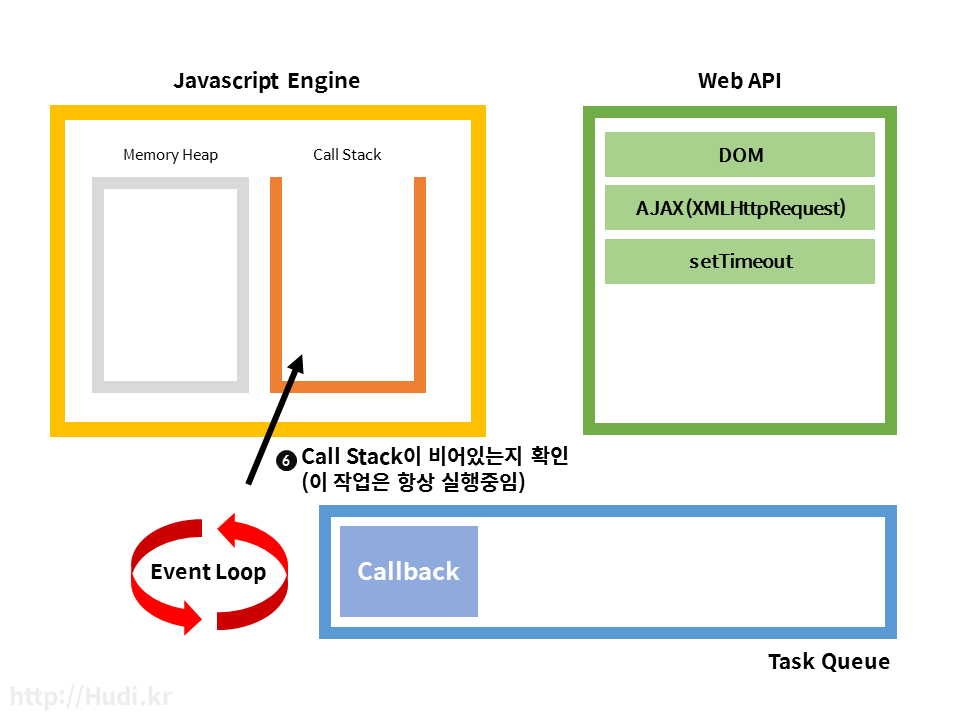 Javascript Engine
Web API
Memory Heap
Call Stack
DOM
AJAX(XMLHttpRequest)
setTimeout
❻ Call Stack이 비어있는지 확인
(이 작업은 항상 실행중임)
Event Loop
Callback
Task Queue
http://Hudi.kr